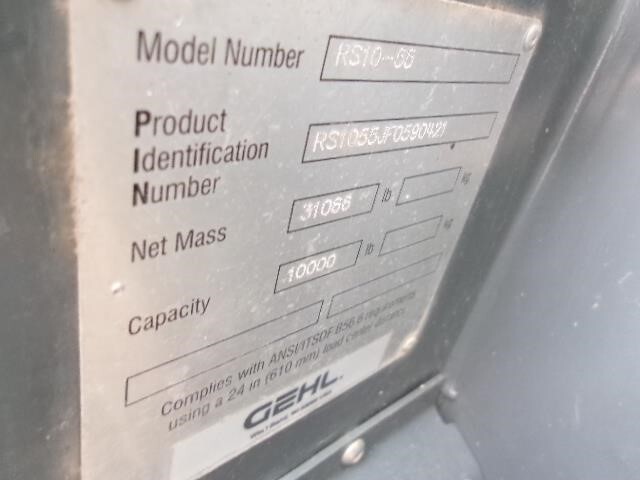 Model Number RS10-55
Product
Identification
Number RS1055JF0590421
Net Mass 31066 lb kg
Capacity 10000 lb kg
Complies with ANSI/ITSDF B56.6 requirements
using a 24 in (610 mm) load center distance
GEHL